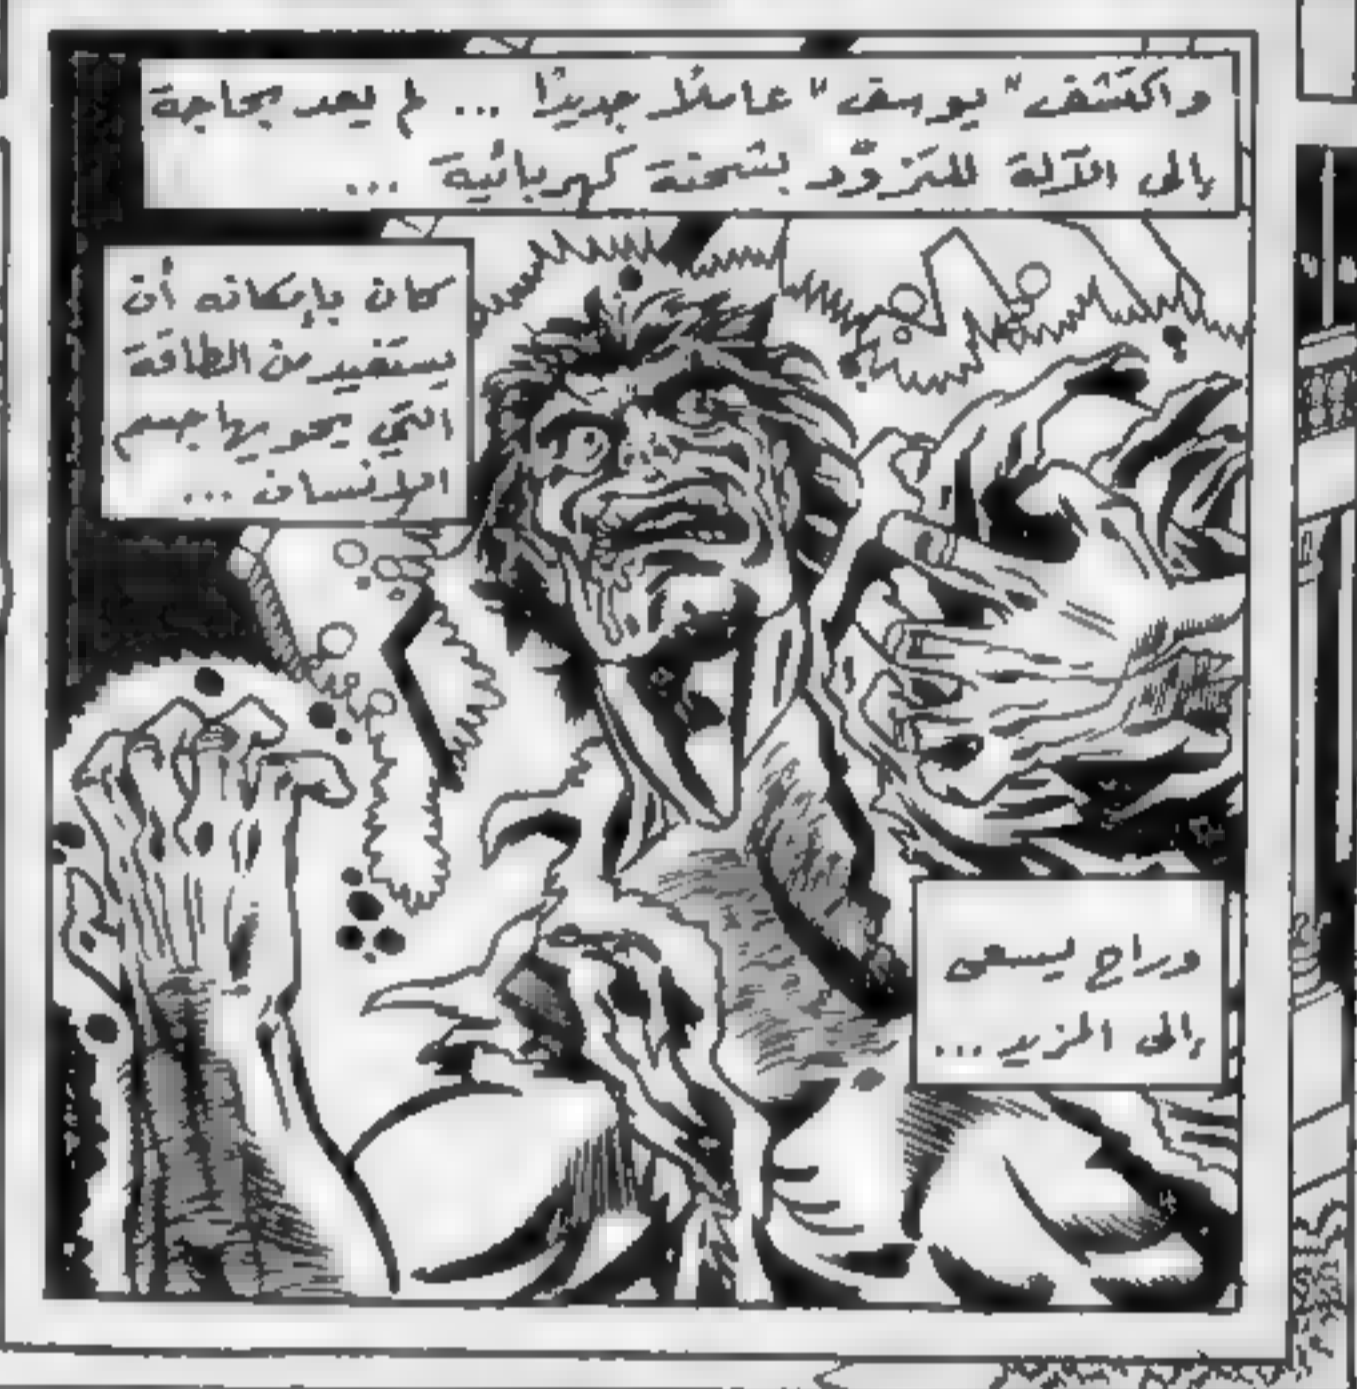 واكتشف "يوسف" عاملًا جديدًا ... لم يعد بحاجة
إلى الآلة للتزوّد بشحنة كهربائية ...
كان بإمكانه أن
يستفيد من الطاقة
التي يحويها جسم
الإنسان ...
وراح يسعى
إلى المزيد ...